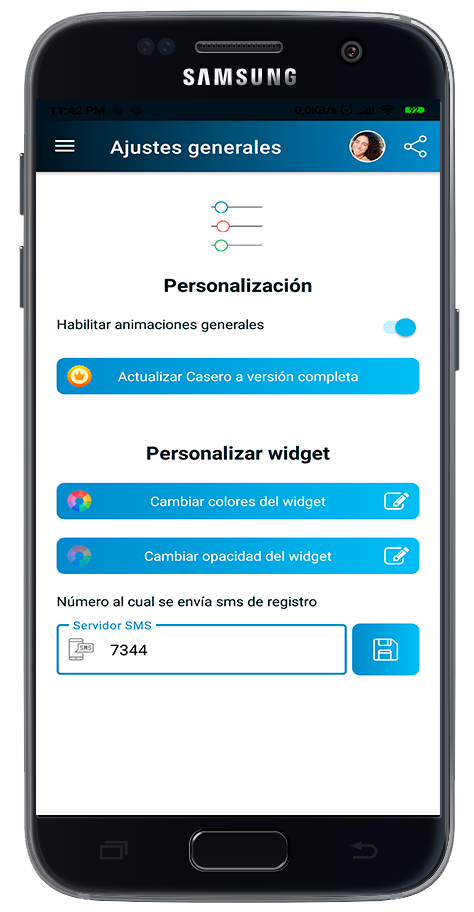 SAMSUNG
11:42 PM 0,0KB/s 92
Ajustes generales
Personalización
Habilitar animaciones generales
Actualizar Casero a versión completa
Personalizar widget
Cambiar colores del widget
Cambiar opacidad del widget
Número al cual se envía sms de registro
Servidor SMS
SMS 7344